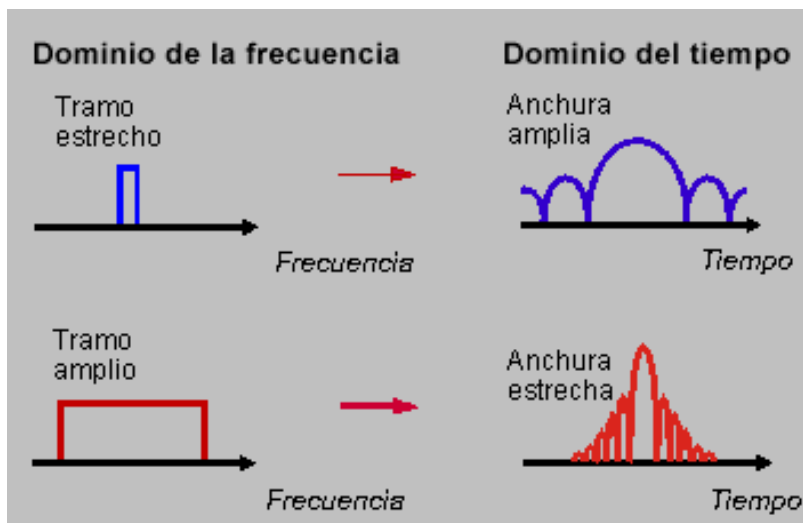 Dominio de la frecuencia
Dominio del tiempo
Tramo
estrecho
Anchura
amplia
Frecuencia
Tiempo
Tramo
amplio
Anchura
estrecha
Frecuencia
Tiempo